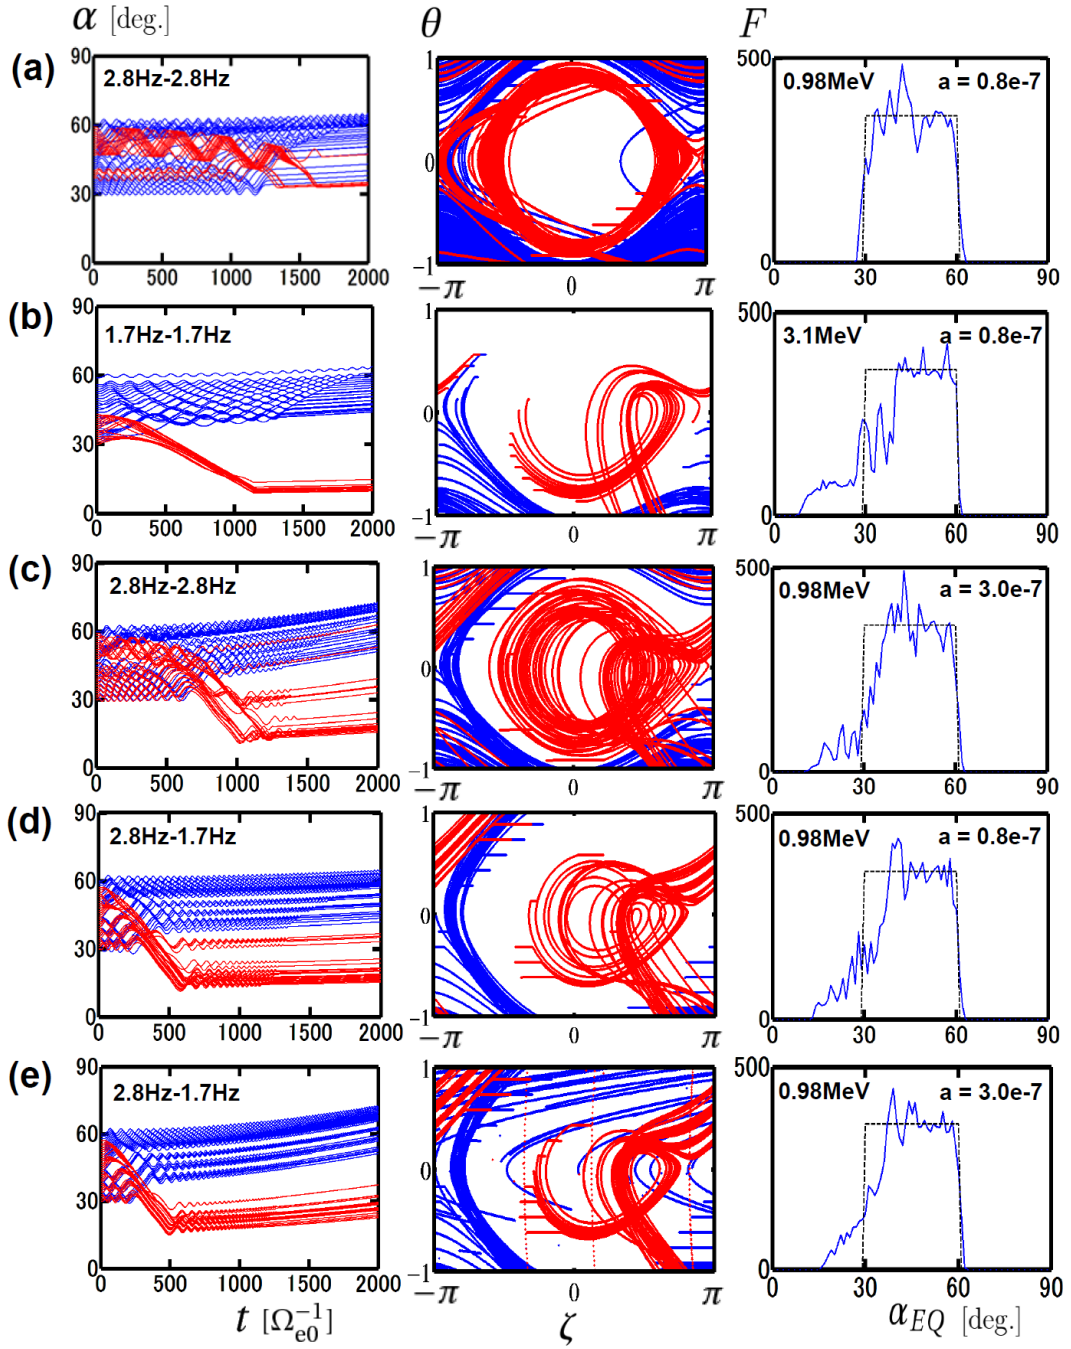 α [deg.] θ F
(a)
90 60 30 0
2.8Hz-2.8Hz
0 500 1000 1500 2000
1 0 -1
-π 0 π
500 0
0.98MeV a = 0.8e-7
0 30 60 90
(b)
90 60 30 0
1.7Hz-1.7Hz
0 500 1000 1500 2000
1 0 -1
-π 0 π
500 0
3.1MeV a = 0.8e-7
0 30 60 90
(c)
90 60 30 0
2.8Hz-2.8Hz
0 500 1000 1500 2000
1 0 -1
-π 0 π
500 0
0.98MeV a = 3.0e-7
0 30 60 90
(d)
90 60 30 0
2.8Hz-1.7Hz
0 500 1000 1500 2000
1 0 -1
-π 0 π
500 0
0.98MeV a = 0.8e-7
0 30 60 90
(e)
90 60 30 0
2.8Hz-1.7Hz
0 500 1000 1500 2000
1 0 -1
-π 0 π
500 0
0.98MeV a = 3.0e-7
0 30 60 90
t [Ω_{e0}^{-1}] ζ α_{EQ} [deg.]